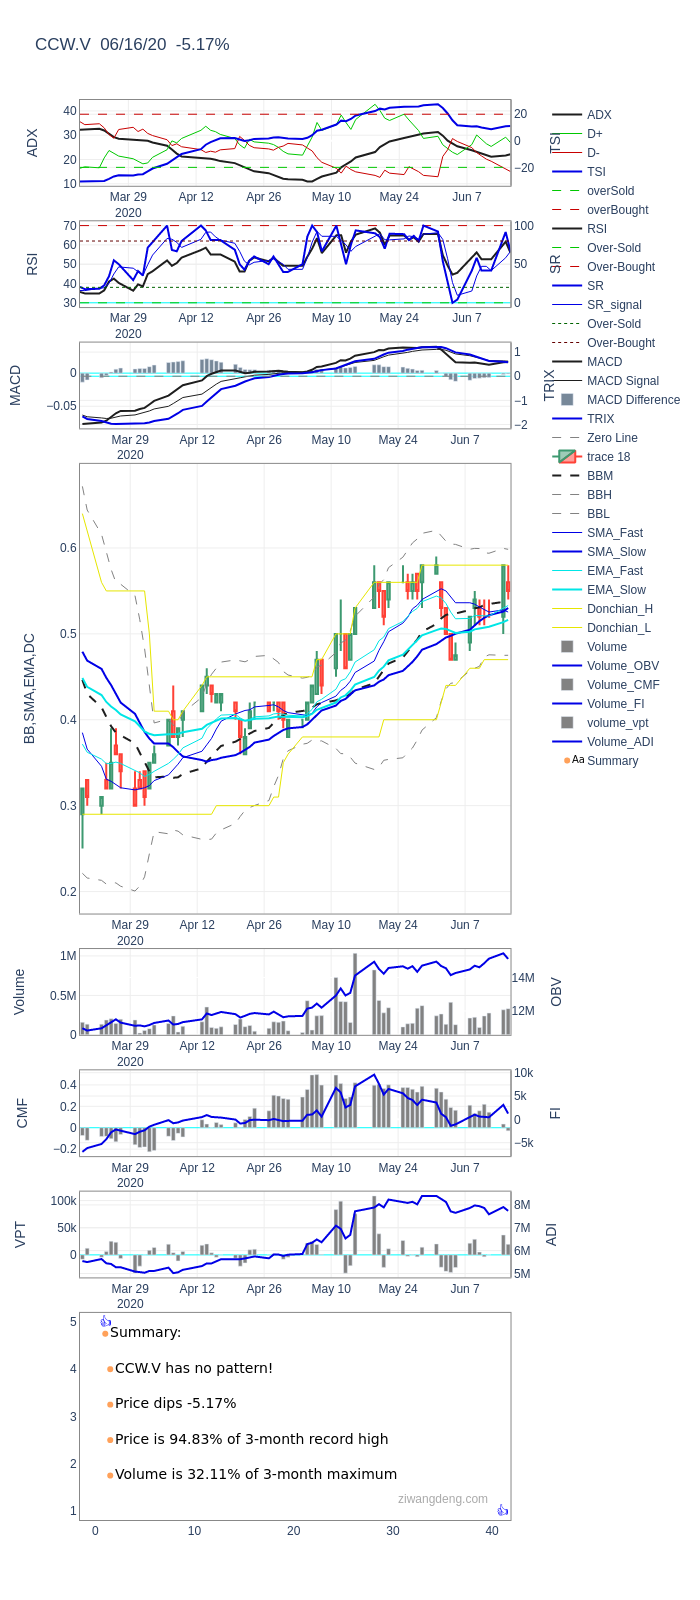 CCW.V  06/16/20  -5.17%
40
30
20
10
ADX
20
0
−20
TSI
Mar 29
2020
Apr 12
Apr 26
May 10
May 24
Jun 7
70
60
50
40
30
RSI
100
50
0
SR
Mar 29
2020
Apr 12
Apr 26
May 10
May 24
Jun 7
0
−0.05
MACD
1
0
−1
−2
TRIX
Mar 29
2020
Apr 12
Apr 26
May 10
May 24
Jun 7
0.6
0.5
0.4
0.3
0.2
BB,SMA,EMA,DC
Mar 29
2020
Apr 12
Apr 26
May 10
May 24
Jun 7
1M
0.5M
0
Volume
14M
12M
OBV
Mar 29
2020
Apr 12
Apr 26
May 10
May 24
Jun 7
0.4
0.2
0
−0.2
CMF
10k
5k
0
−5k
FI
Mar 29
2020
Apr 12
Apr 26
May 10
May 24
Jun 7
100k
50k
0
VPT
8M
7M
6M
5M
ADI
Mar 29
2020
Apr 12
Apr 26
May 10
May 24
Jun 7
5
4
3
2
1
👍
Summary:
CCW.V has no pattern!
Price dips -5.17%
Price is 94.83% of 3-month record high
Volume is 32.11% of 3-month maximum
ziwangdeng.com
👍
0
10
20
30
40
ADX
D+
D-
TSI
overSold
overBought
RSI
Over-Sold
Over-Bought
SR
SR_signal
Over-Sold
Over-Bought
MACD
MACD Signal
MACD Difference
TRIX
Zero Line
trace 18
BBM
BBH
BBL
SMA_Fast
SMA_Slow
EMA_Fast
EMA_Slow
Donchian_H
Donchian_L
Volume
Volume_OBV
Volume_CMF
Volume_FI
volume_vpt
Volume_ADI
Aa Summary